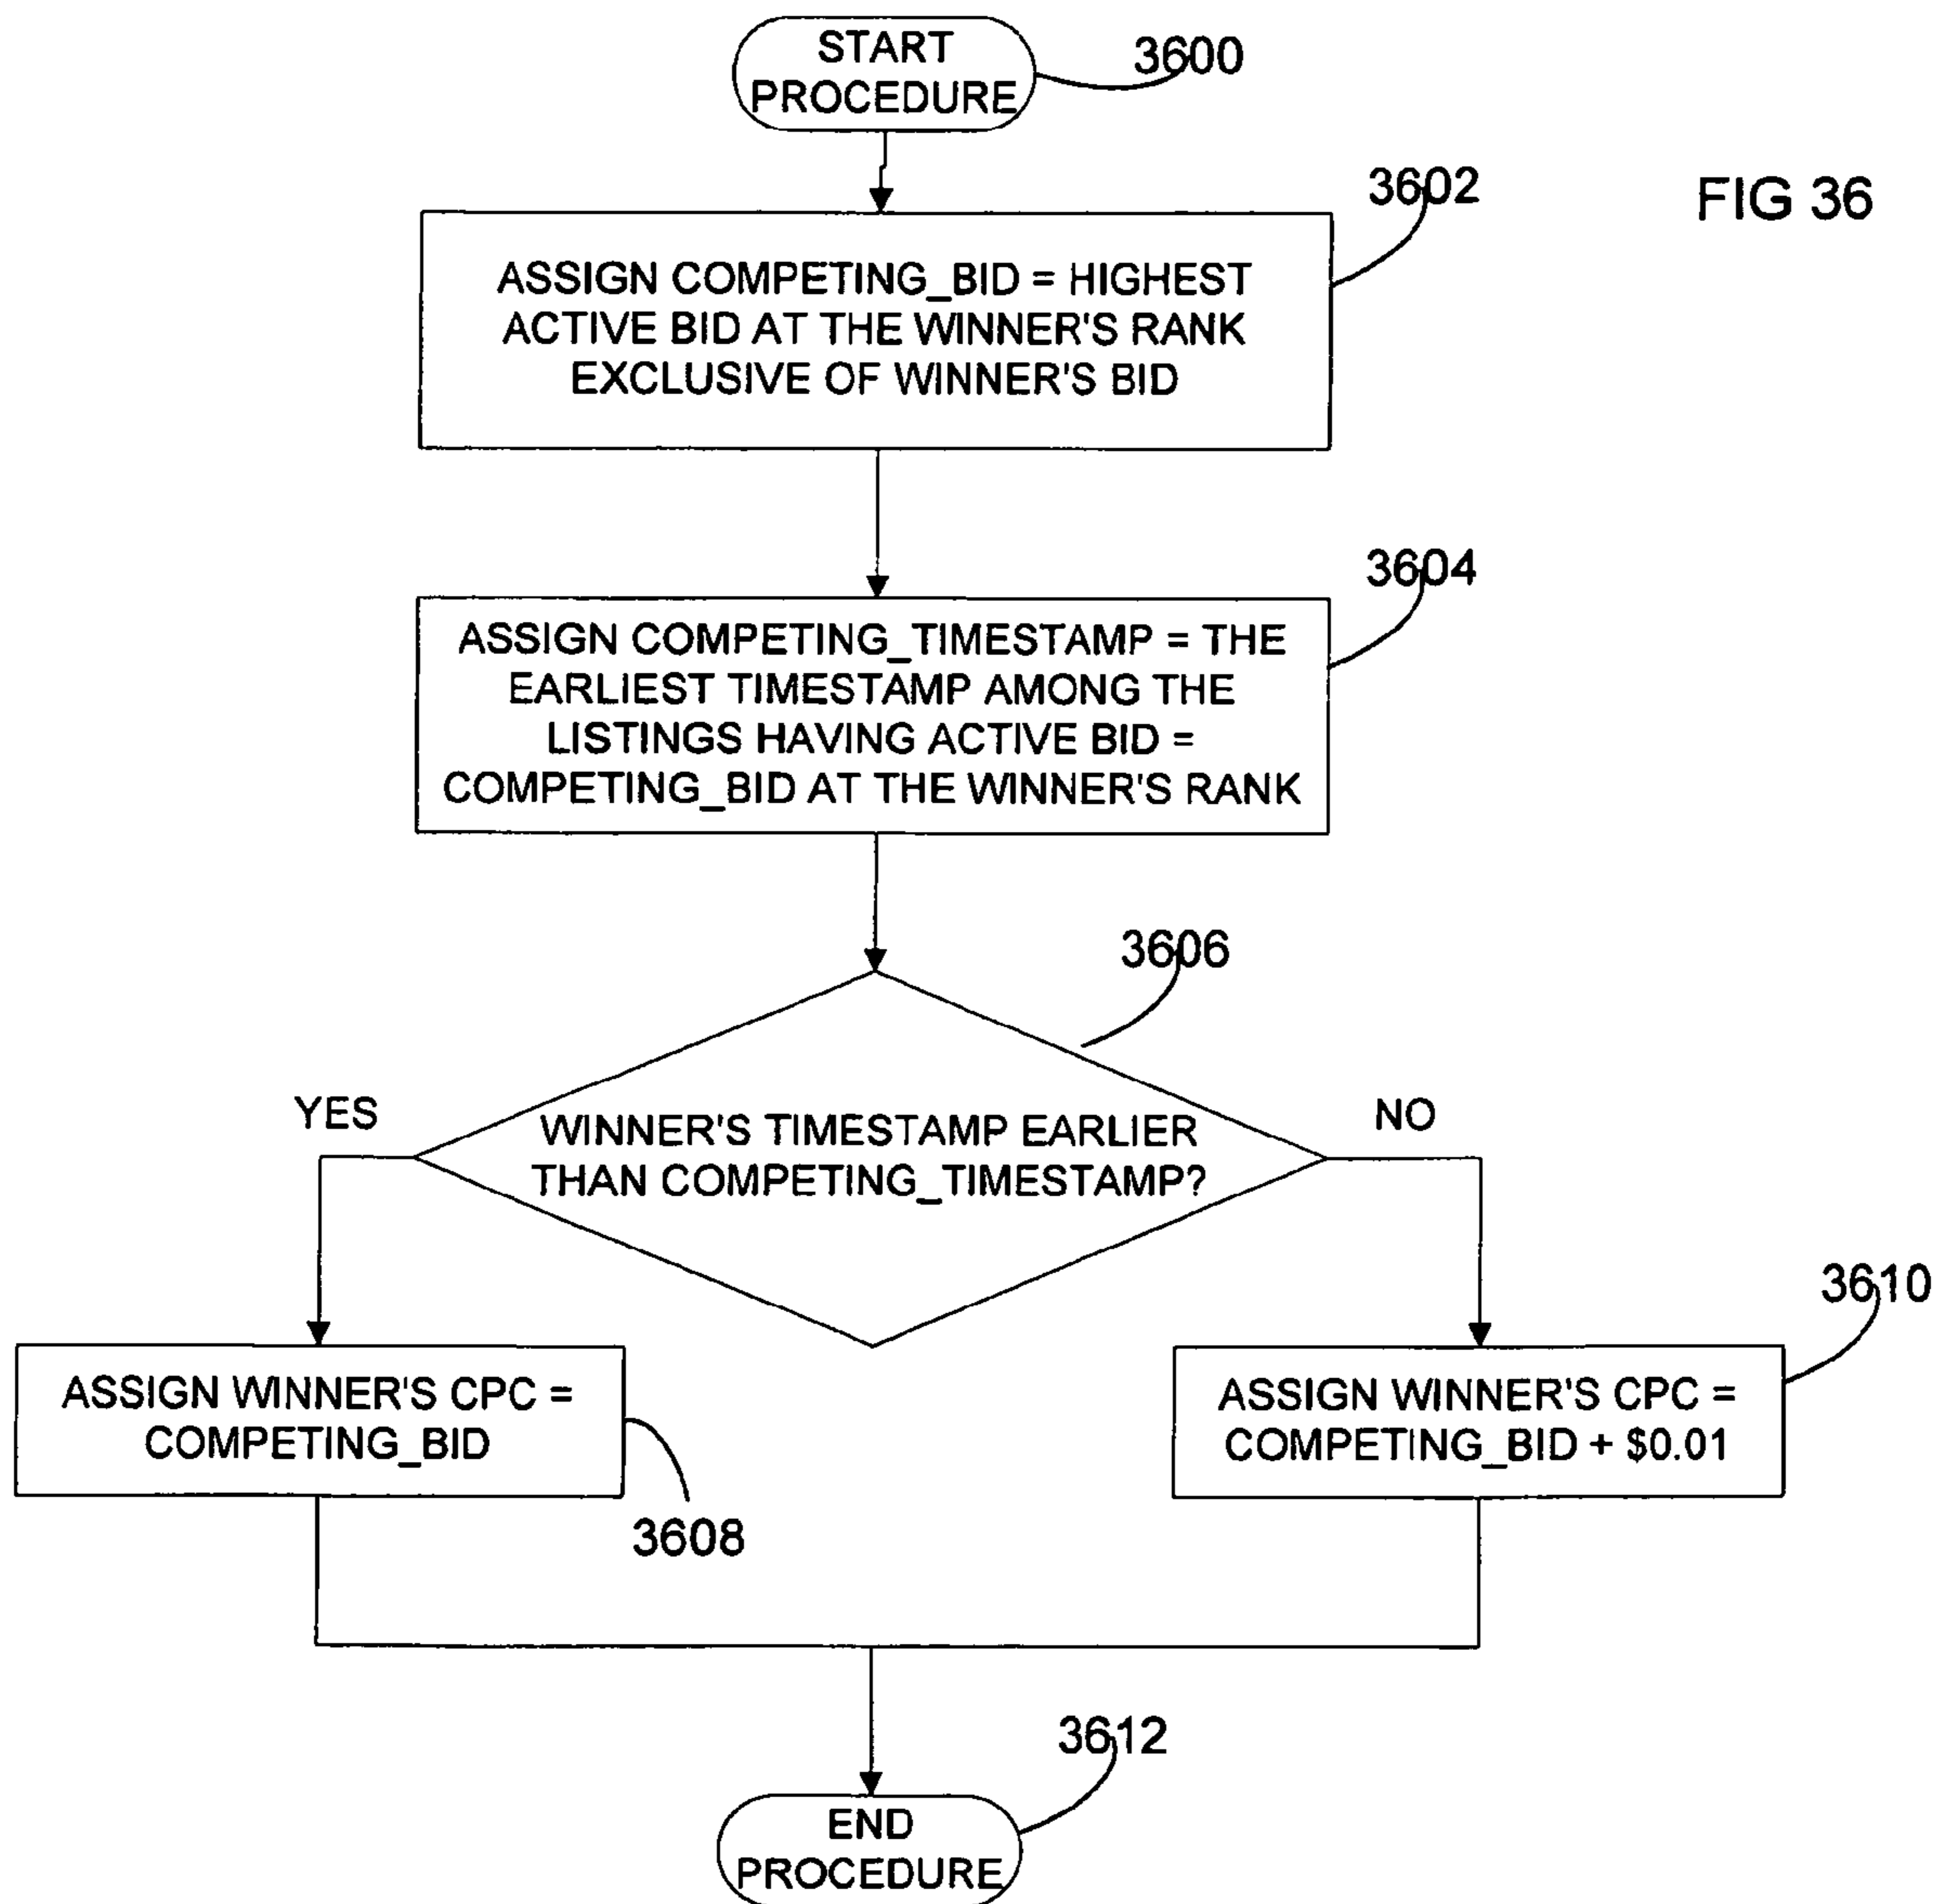 START
PROCEDURE
3600
3602
FIG 36
ASSIGN COMPETING_BID = HIGHEST
ACTIVE BID AT THE WINNER'S RANK
EXCLUSIVE OF WINNER'S BID
3604
ASSIGN COMPETING_TIMESTAMP = THE
EARLIEST TIMESTAMP AMONG THE
LISTINGS HAVING ACTIVE BID =
COMPETING_BID AT THE WINNER'S RANK
3606
YES
NO
WINNER'S TIMESTAMP EARLIER
THAN COMPETING_TIMESTAMP?
3610
ASSIGN WINNER'S CPC =
COMPETING_BID
ASSIGN WINNER'S CPC =
COMPETING_BID + $0.01
3608
3612
END
PROCEDURE